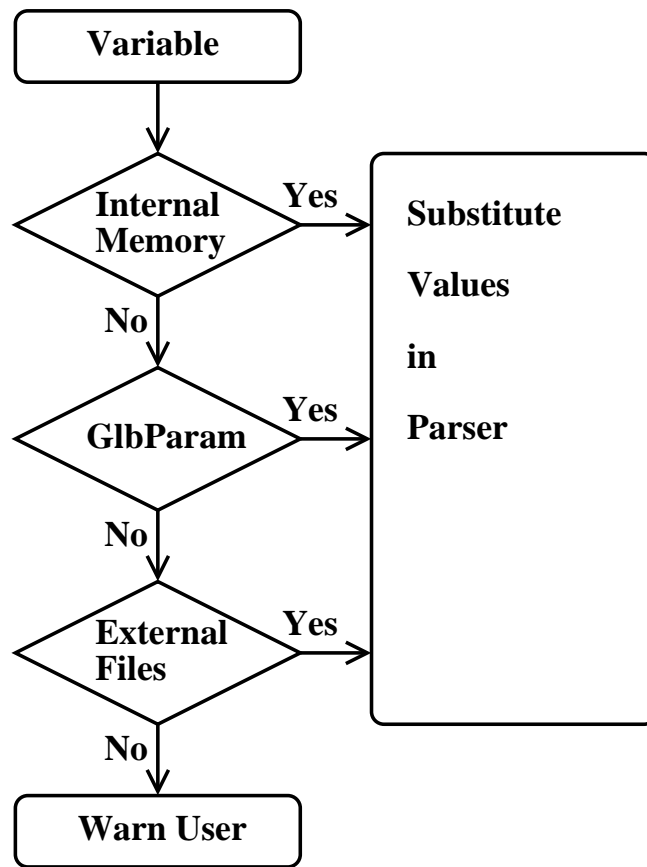 Variable
Internal
Memory
Yes
Substitute
Values
in
Parser
No
GlbParam
Yes
No
External
Files
Yes
No
Warn User